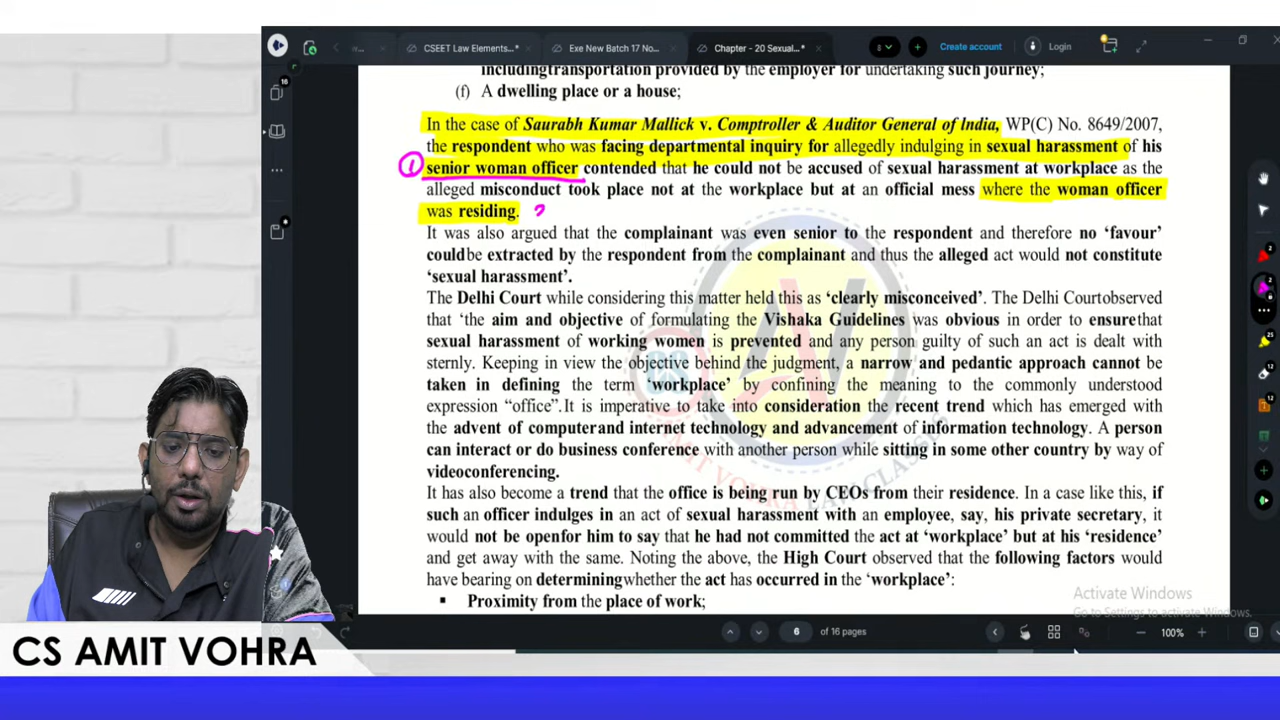 CSEET Law Elements...*
Exe New Batch 17 No...
Chapter - 20 Sexual...*
8
Create account
Login
16
includingtransportation provided by the employer for undertaking such journey;
(f) A dwelling place or a house;
In the case of Saurabh Kumar Mallick v. Comptroller & Auditor General of India, WP(C) No. 8649/2007,
the respondent who was facing departmental inquiry for allegedly indulging in sexual harassment of his
1 senior woman officer contended that he could not be accused of sexual harassment at workplace as the
alleged misconduct took place not at the workplace but at an official mess where the woman officer
was residing. 2
It was also argued that the complainant was even senior to the respondent and therefore no ‘favour’
couldbe extracted by the respondent from the complainant and thus the alleged act would not constitute
‘sexual harassment’.
The Delhi Court while considering this matter held this as ‘clearly misconceived’. The Delhi Courtobserved
that ‘the aim and objective of formulating the Vishaka Guidelines was obvious in order to ensurethat
sexual harassment of working women is prevented and any person guilty of such an act is dealt with
sternly. Keeping in view the objective behind the judgment, a narrow and pedantic approach cannot be
taken in defining the term ‘workplace’ by confining the meaning to the commonly understood
expression “office”.It is imperative to take into consideration the recent trend which has emerged with
the advent of computerand internet technology and advancement of information technology. A person
can interact or do business conference with another person while sitting in some other country by way of
videoconferencing.
It has also become a trend that the office is being run by CEOs from their residence. In a case like this, if
such an officer indulges in an act of sexual harassment with an employee, say, his private secretary, it
would not be openfor him to say that he had not committed the act at ‘workplace’ but at his ‘residence’
and get away with the same. Noting the above, the High Court observed that the following factors would
have bearing on determiningwhether the act has occurred in the ‘workplace’:
▪ Proximity from the place of work;
Activate Windows
Go to Settings to activate Windows.
6 of 16 pages
100%
CS AMIT VOHRA